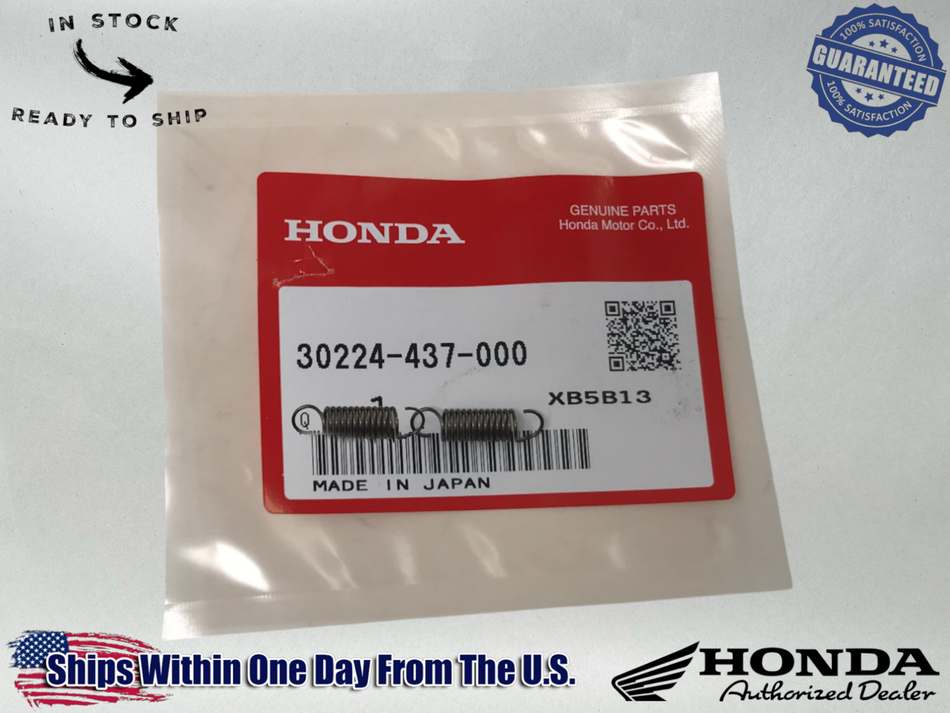 IN STOCK
READY TO SHIP
100% SATISFACTION
GUARANTEED
100% SATISFACTION
HONDA
GENUINE PARTS
Honda Motor Co., Ltd.
30224-437-000
1
XB5B13
Q
MADE IN JAPAN
Ships Within One Day From The U.S.
HONDA
Authorized Dealer